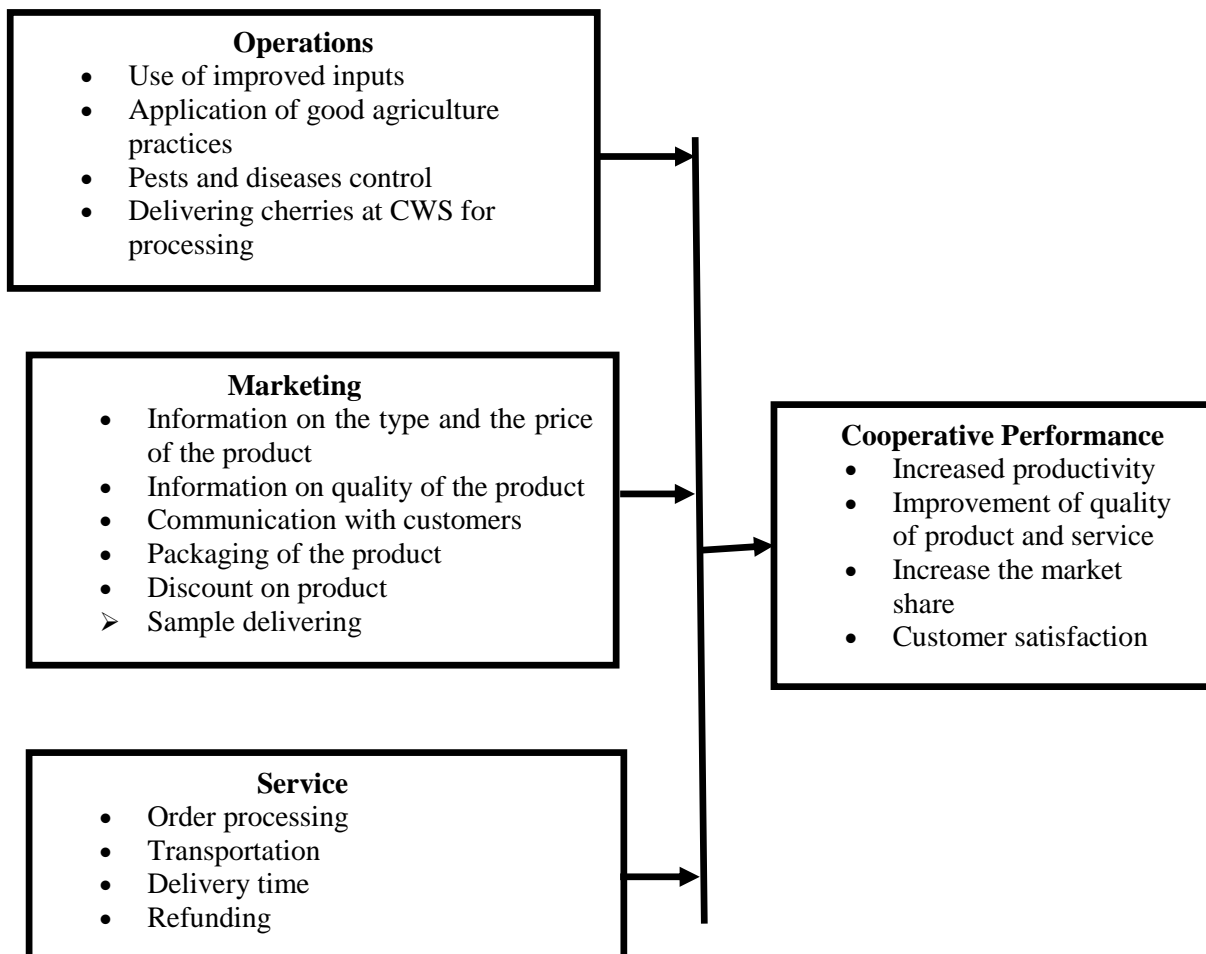 Operations
• Use of improved inputs
• Application of good agriculture
practices
• Pests and diseases control
• Delivering cherries at CWS for
processing
Marketing
• Information on the type and the price
of the product
• Information on quality of the product
• Communication with customers
• Packaging of the product
• Discount on product
➢ Sample delivering
Cooperative Performance
• Increased productivity
• Improvement of quality
of product and service
• Increase the market
share
• Customer satisfaction
Service
• Order processing
• Transportation
• Delivery time
• Refunding